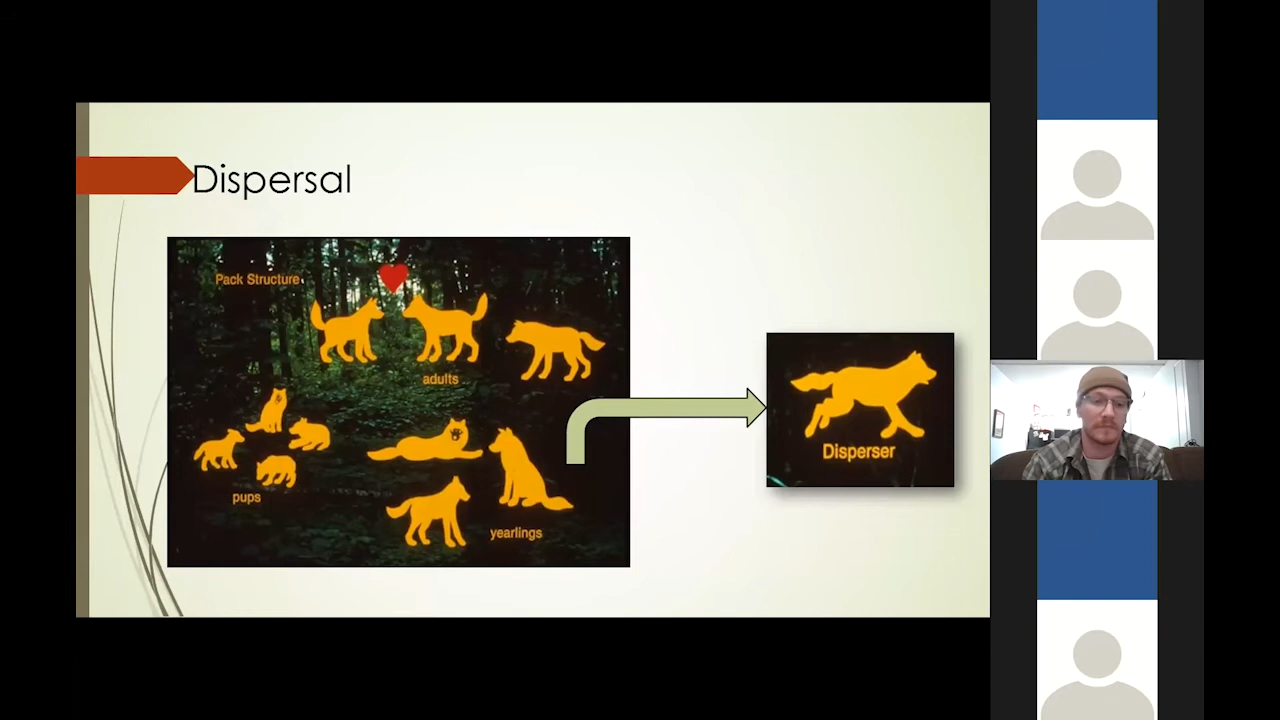 Dispersal
Pack Structure
adults
pups
yearlings
Disperser